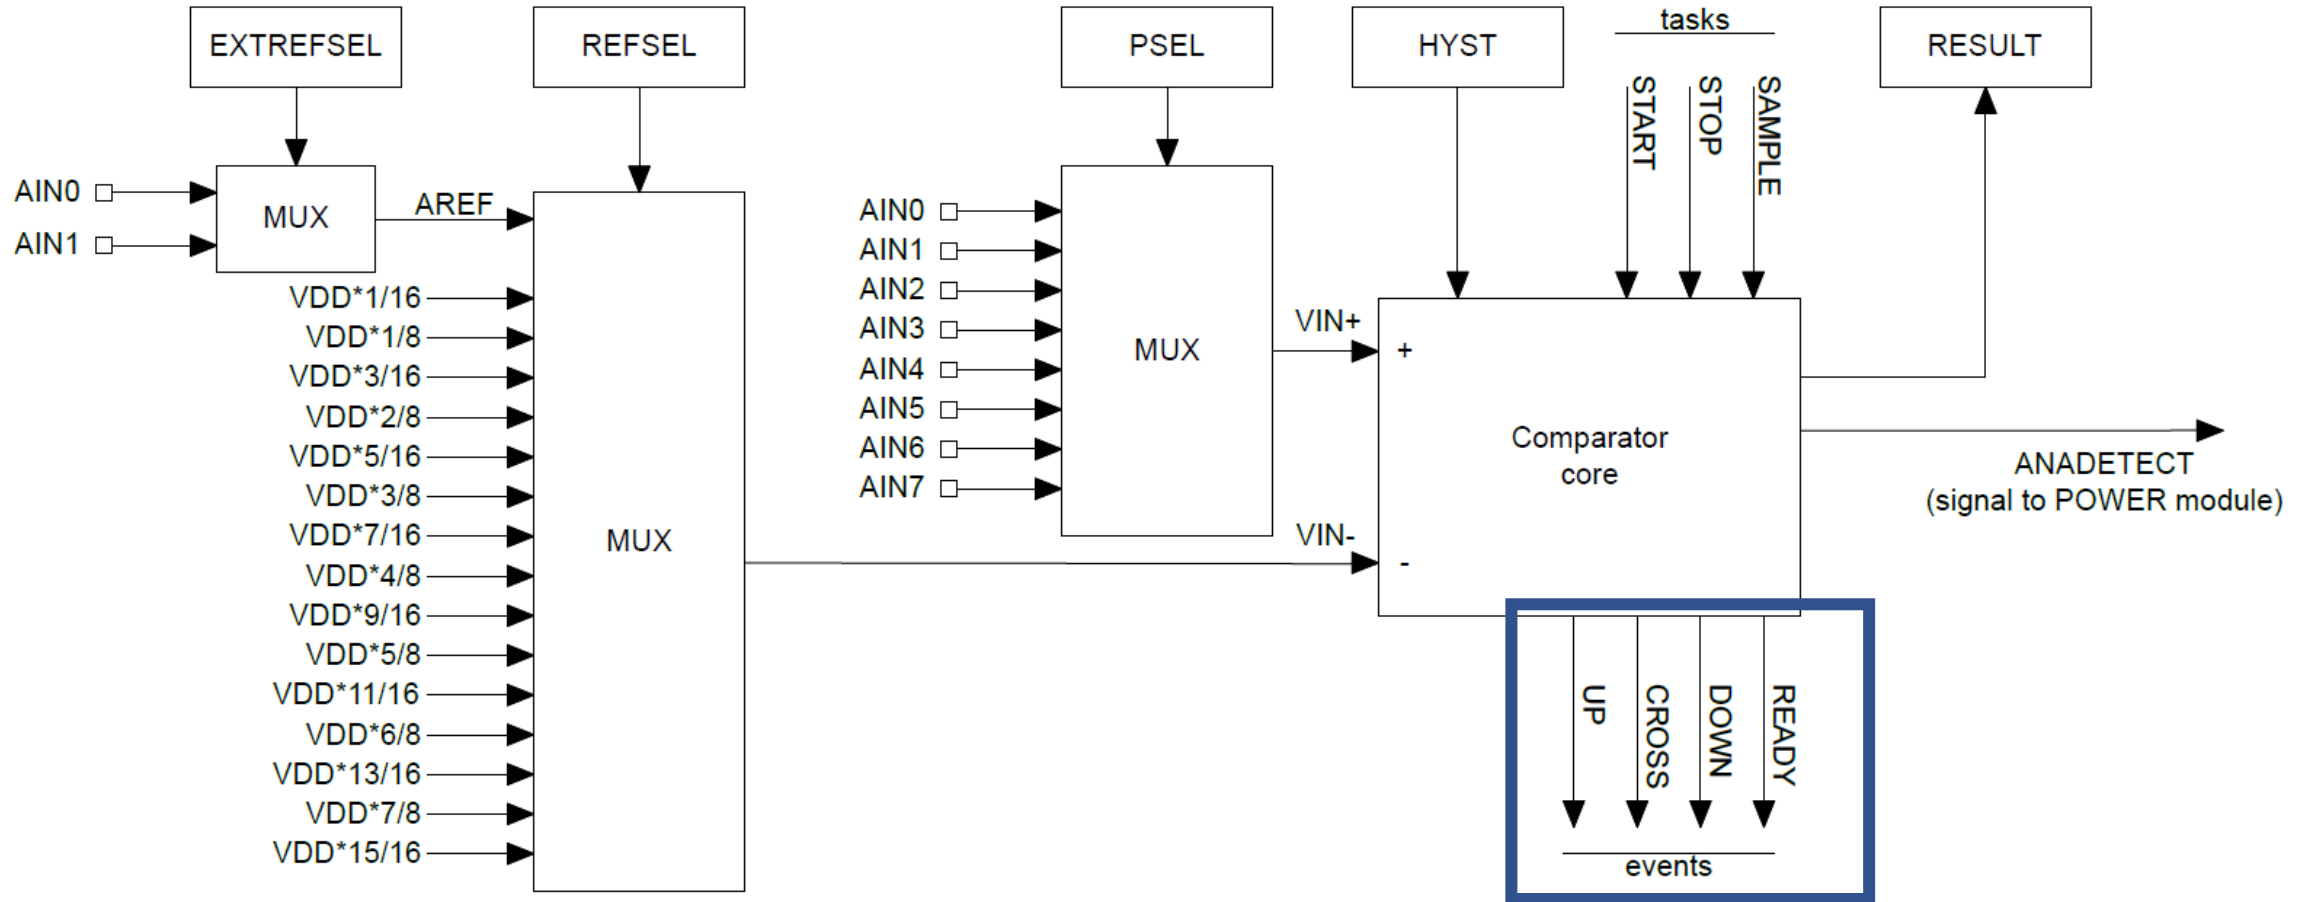 EXTREFSEL
REFSEL
PSEL
HYST
tasks
RESULT
START
STOP
SAMPLE
AIN0
AIN1
MUX
AREF
VDD*1/16
VDD*1/8
VDD*3/16
VDD*2/8
VDD*5/16
VDD*3/8
VDD*7/16
VDD*4/8
VDD*9/16
VDD*5/8
VDD*11/16
VDD*6/8
VDD*13/16
VDD*7/8
VDD*15/16
MUX
AIN0
AIN1
AIN2
AIN3
AIN4
AIN5
AIN6
AIN7
MUX
VIN+
VIN-
+
-
Comparator
core
ANADETECT
(signal to POWER module)
UP
CROSS
DOWN
READY
events